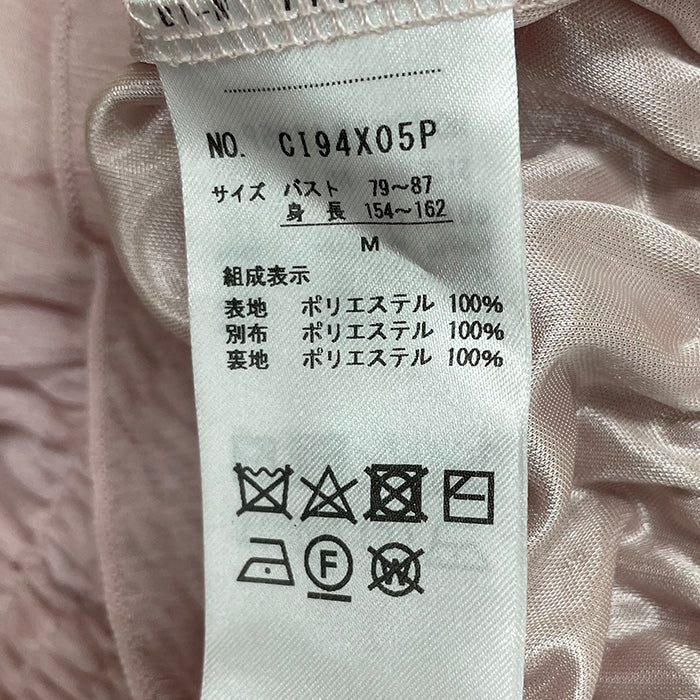 NO. CI94X05P
サイズ バスト 79～87
身長 154～162
M
組成表示
表地 ポリエステル 100%
別布 ポリエステル 100%
裏地 ポリエステル 100%
F
W